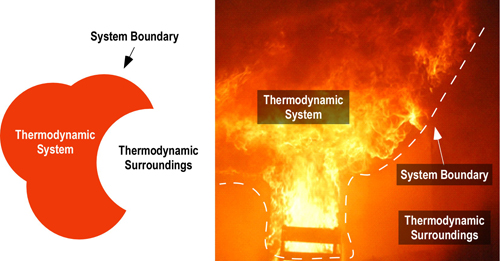 System Boundary
Thermodynamic
System
Thermodynamic
Surroundings
Thermodynamic
System
System Boundary
Thermodynamic
Surroundings